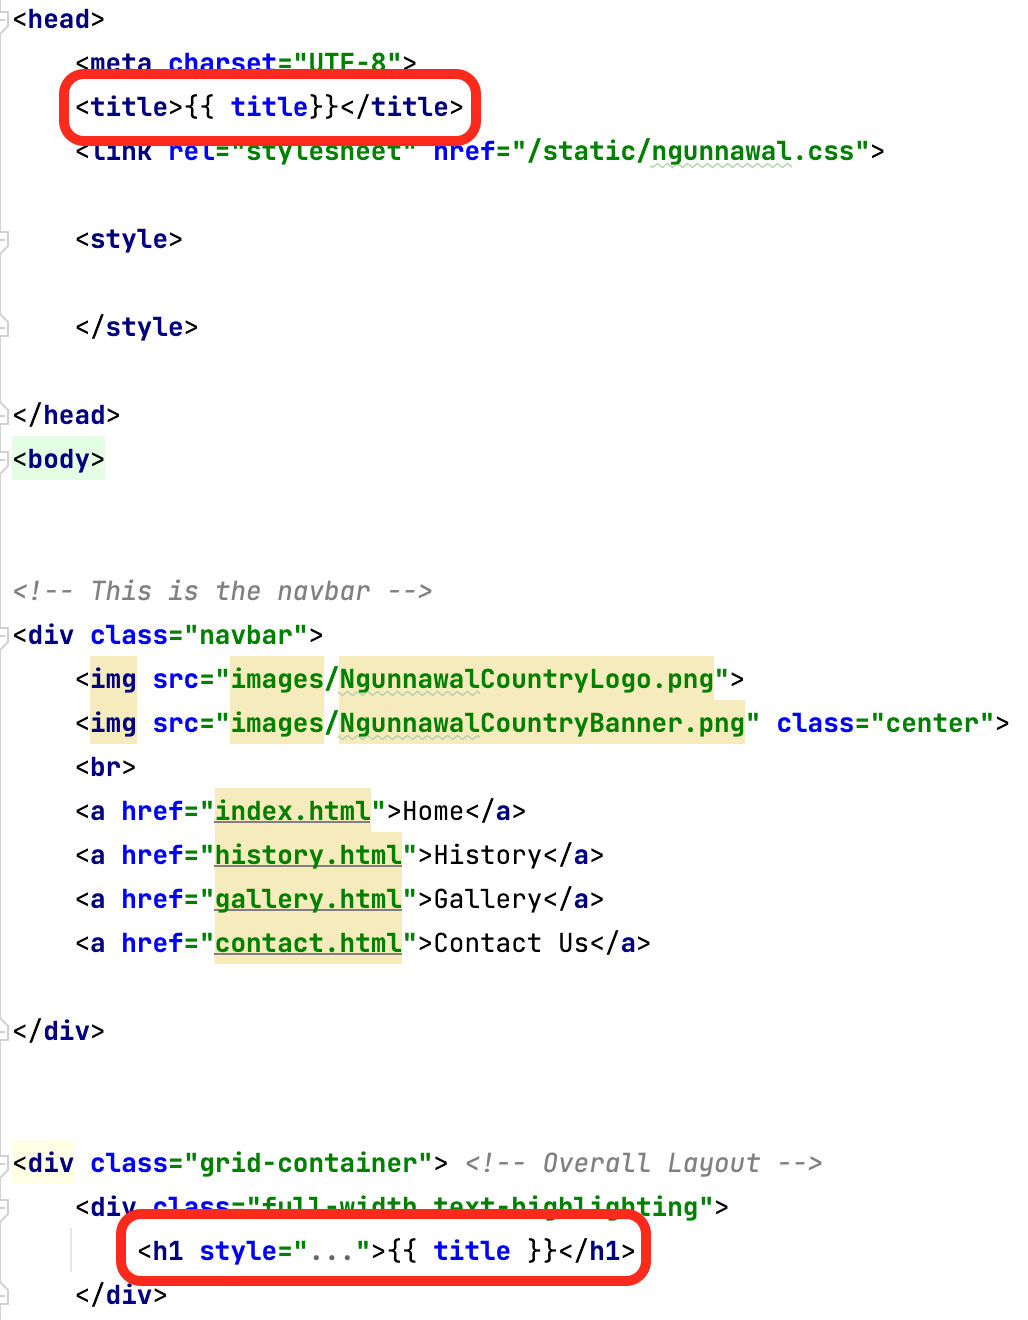 <head>
<meta charset="UTF-8">
<title>{{ title}}</title>
<link rel="stylesheet" href="/static/ngunnawal.css">
<style>
</style>
</head>
<body>
<!-- This is the navbar -->
<div class="navbar">
<img src="images/NgunnawalCountryLogo.png">
<img src="images/NgunnawalCountryBanner.png" class="center">
<br>
<a href="index.html">Home</a>
<a href="history.html">History</a>
<a href="gallery.html">Gallery</a>
<a href="contact.html">Contact Us</a>
</div>
<div class="grid-container"> <!-- Overall Layout -->
<div class="full-width text-highlighting">
<h1 style="...">{{ title }}</h1>
</div>